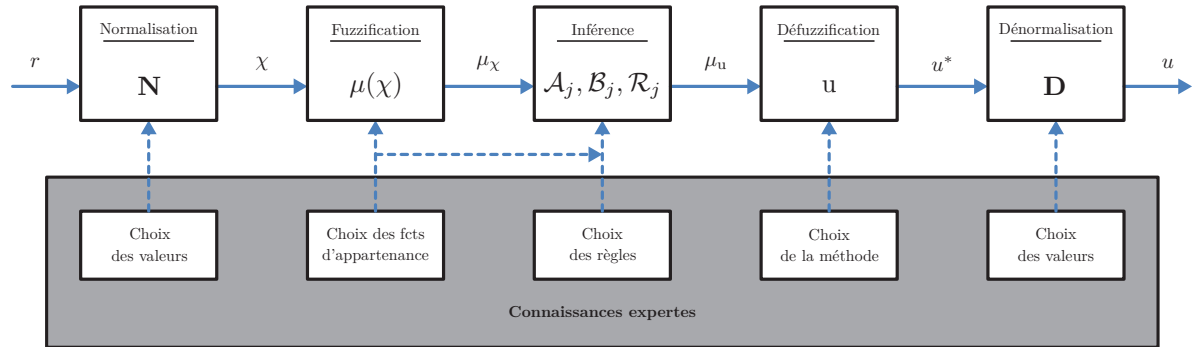 Normalisation
Fuzzification
Inférence
Défuzzification
Dénormalisation
r
N
χ
μ(χ)
μ_χ
𝒜_j, ℬ_j, ℛ_j
μ_u
u
u*
D
u
Choix
des valeurs
Choix des fcts
d'appartenance
Choix
des règles
Choix
de la méthode
Choix
des valeurs
Connaissances expertes